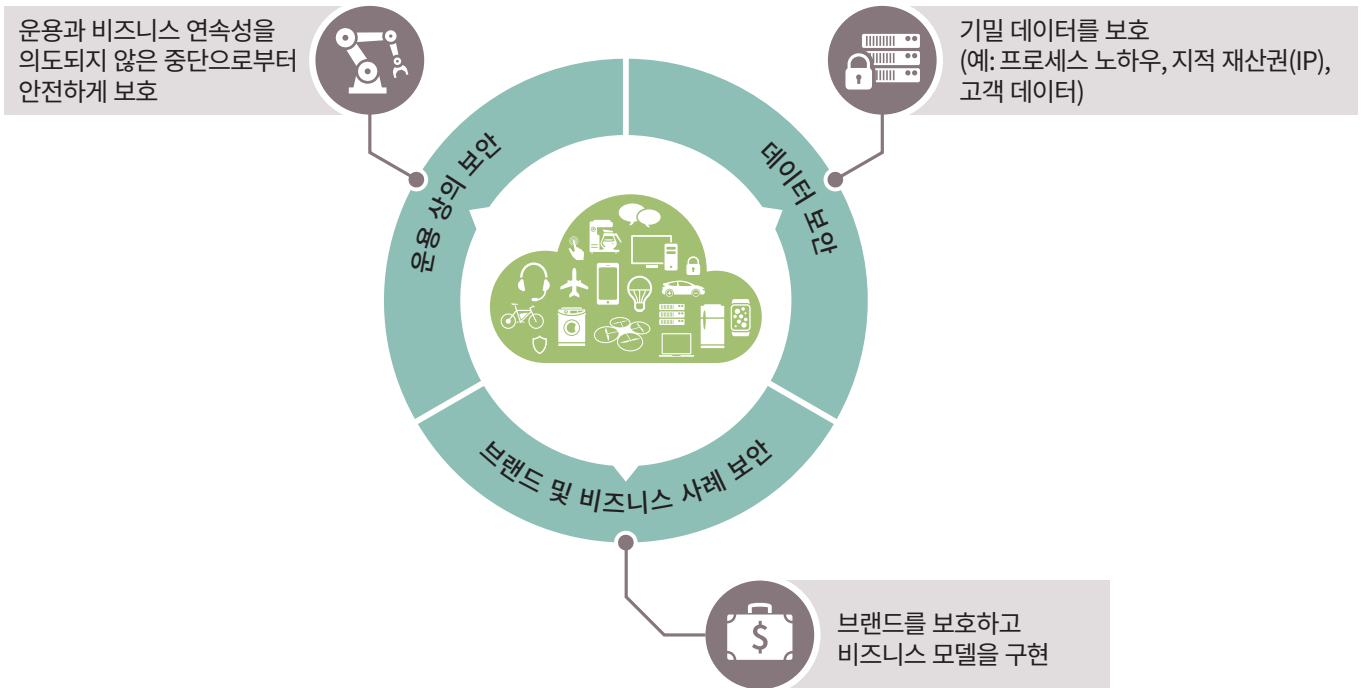 운용과 비즈니스 연속성을
의도되지 않은 중단으로부터
안전하게 보호
기밀 데이터를 보호
(예: 프로세스 노하우, 지적 재산권(IP),
고객 데이터)
운용 상의 보안
데이터 보안
브랜드 및 비즈니스 사례 보안
$
브랜드를 보호하고
비즈니스 모델을 구현